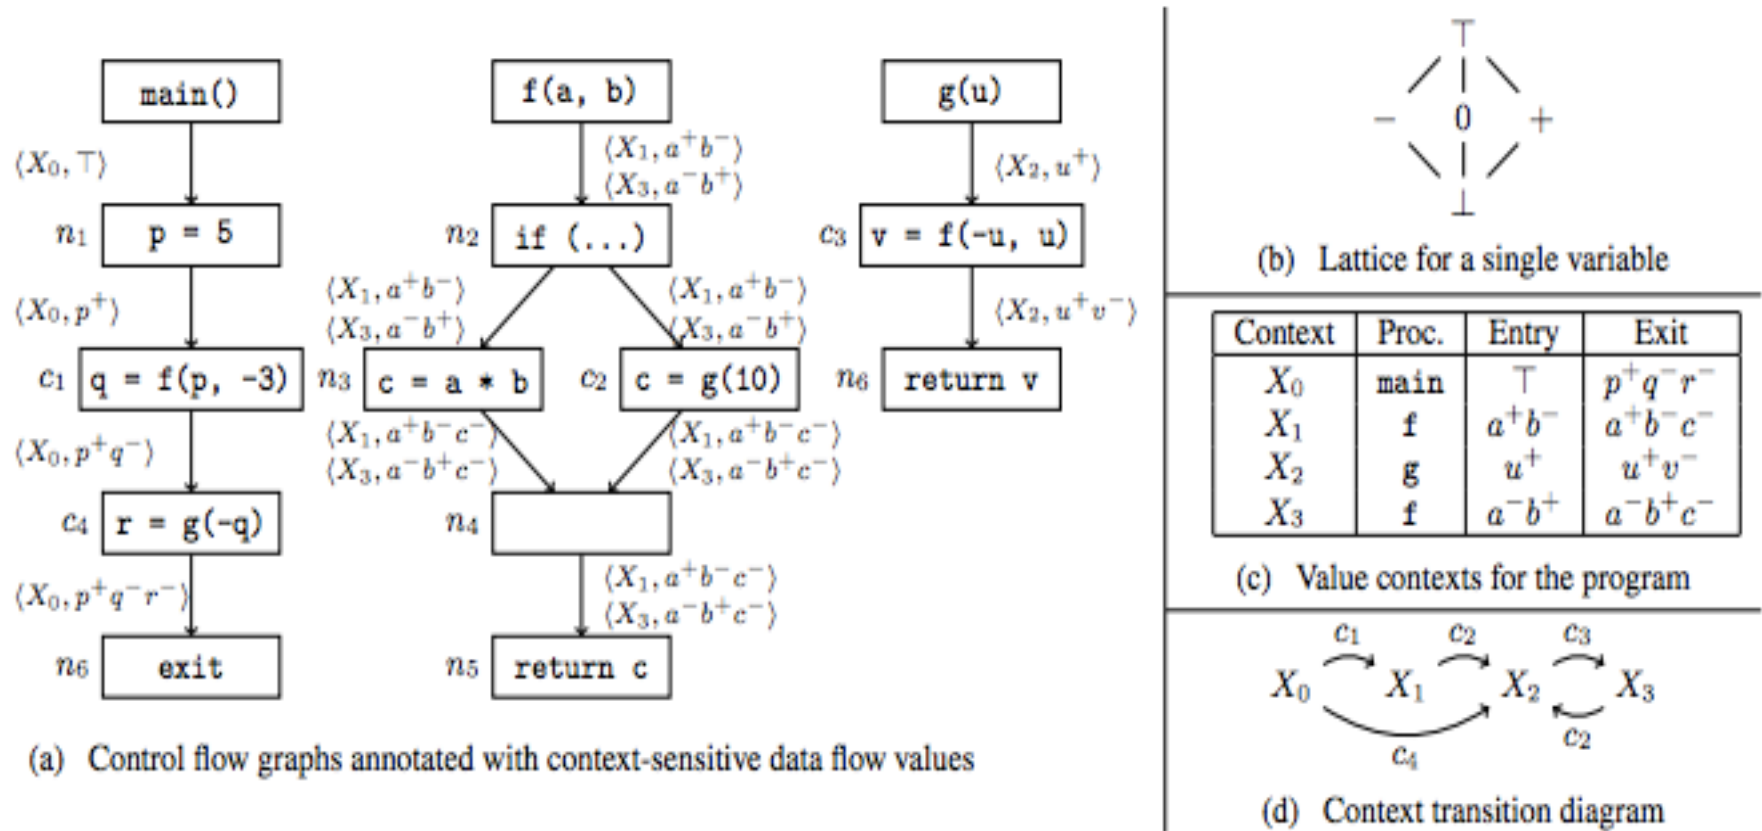 main()
⟨X₀, ⊤⟩
n₁ p = 5
⟨X₀, p⁺⟩
c₁ q = f(p, -3)
⟨X₀, p⁺q⁻⟩
c₄ r = g(-q)
⟨X₀, p⁺q⁻r⁻⟩
n₆ exit
f(a, b)
⟨X₁, a⁺b⁻⟩
⟨X₃, a⁻b⁺⟩
n₂ if (...)
⟨X₁, a⁺b⁻⟩
⟨X₃, a⁻b⁺⟩
⟨X₁, a⁺b⁻⟩
⟨X₃, a⁻b⁺⟩
n₃ c = a * b
c₂ c = g(10)
⟨X₁, a⁺b⁻c⁻⟩
⟨X₃, a⁻b⁺c⁻⟩
⟨X₁, a⁺b⁻c⁻⟩
⟨X₃, a⁻b⁺c⁻⟩
n₄
⟨X₁, a⁺b⁻c⁻⟩
⟨X₃, a⁻b⁺c⁻⟩
n₅ return c
g(u)
⟨X₂, u⁺⟩
c₃ v = f(-u, u)
⟨X₂, u⁺v⁻⟩
n₆ return v
(a) Control flow graphs annotated with context-sensitive data flow values
⊤
− 0 +
⊥
(b) Lattice for a single variable
Context Proc. Entry Exit
X₀ main ⊤ p⁺q⁻r⁻
X₁ f a⁺b⁻ a⁺b⁻c⁻
X₂ g u⁺ u⁺v⁻
X₃ f a⁻b⁺ a⁻b⁺c⁻
(c) Value contexts for the program
c₁ c₂ c₃
X₀ X₁ X₂ X₃
c₂
c₄
(d) Context transition diagram